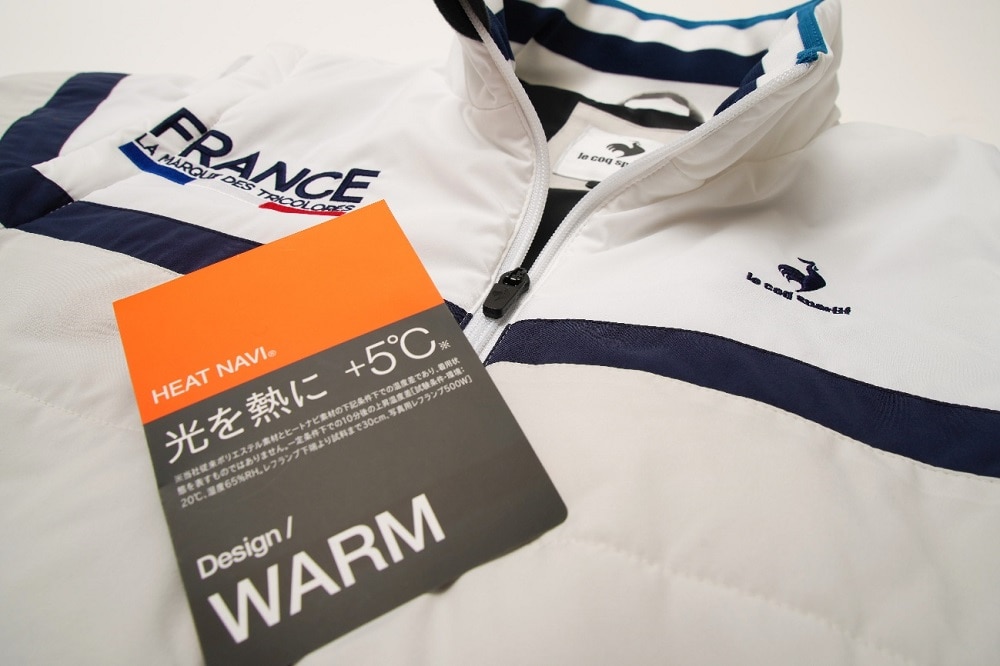 FRANCE
LA MARQUE DES TRICOLORES
le coq sportif
HEAT NAVI®
光を熱に +5℃※
※当社従来ポリエステル素材とヒートナビ素材の下記条件下での温度差であり、着用状
態を表すものではありません。一定条件下での10分後の上昇温度差【試験条件・環境:
20℃、湿度65%RH、レフランプ下端より試料まで30cm、写真用レフランプ500W】
Design /
WARM
le coq sportif